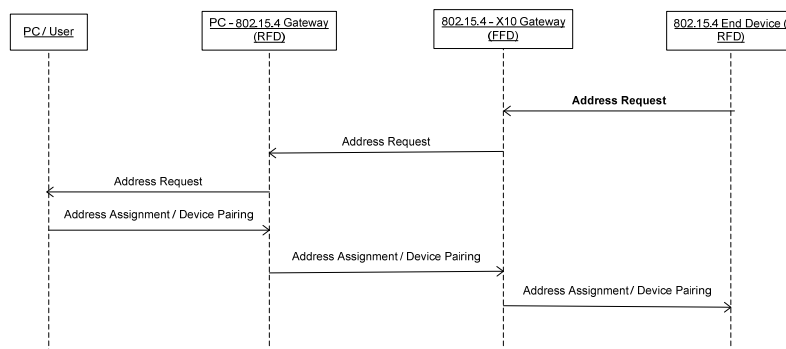 PC / User
PC - 802.15.4 Gateway
(RFD)
802.15.4 – X10 Gateway
(FFD)
802.15.4 End Device (
RFD)
Address Request
Address Request
Address Request
Address Assignment / Device Pairing
Address Assignment / Device Pairing
Address Assignment / Device Pairing